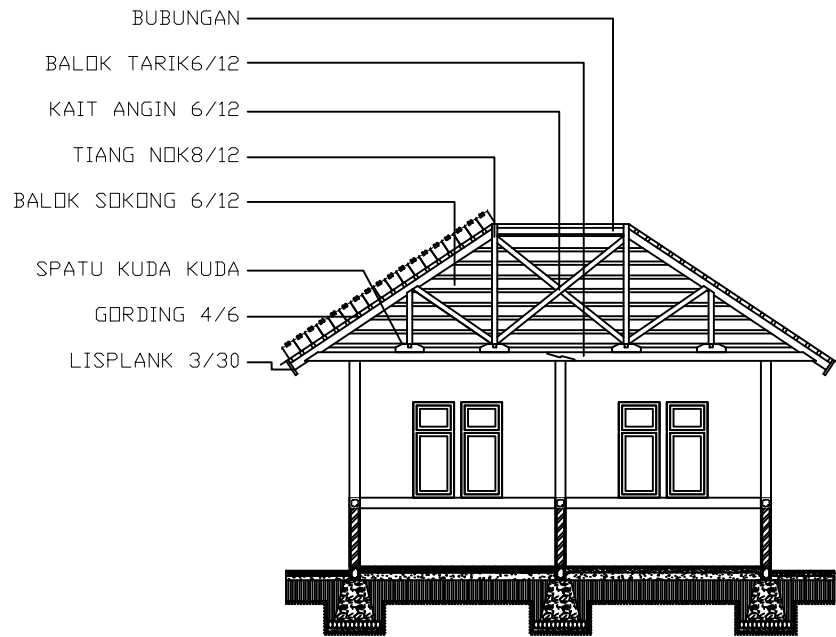 BUBUNGAN
BALOK TARIK6/12
KAIT ANGIN 6/12
TIANG NOK8/12
BALOK SOKONG 6/12
SPATU KUDA KUDA
GORDING 4/6
LISPLANK 3/30